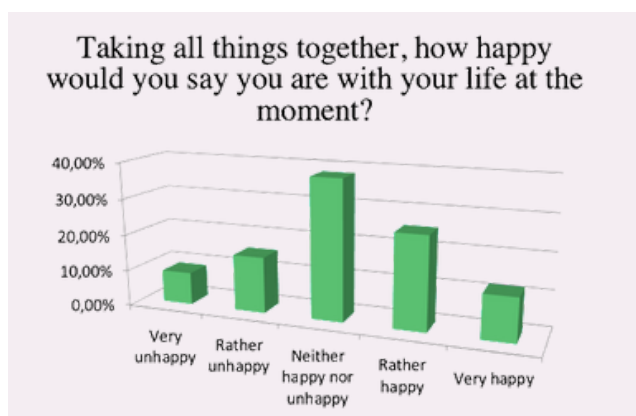 Taking all things together, how happy
would you say you are with your life at the
moment?
40,00%
30,00%
20,00%
10,00%
0,00%
Very
unhappy
Rather
unhappy
Neither
happy nor
unhappy
Rather
happy
Very happy